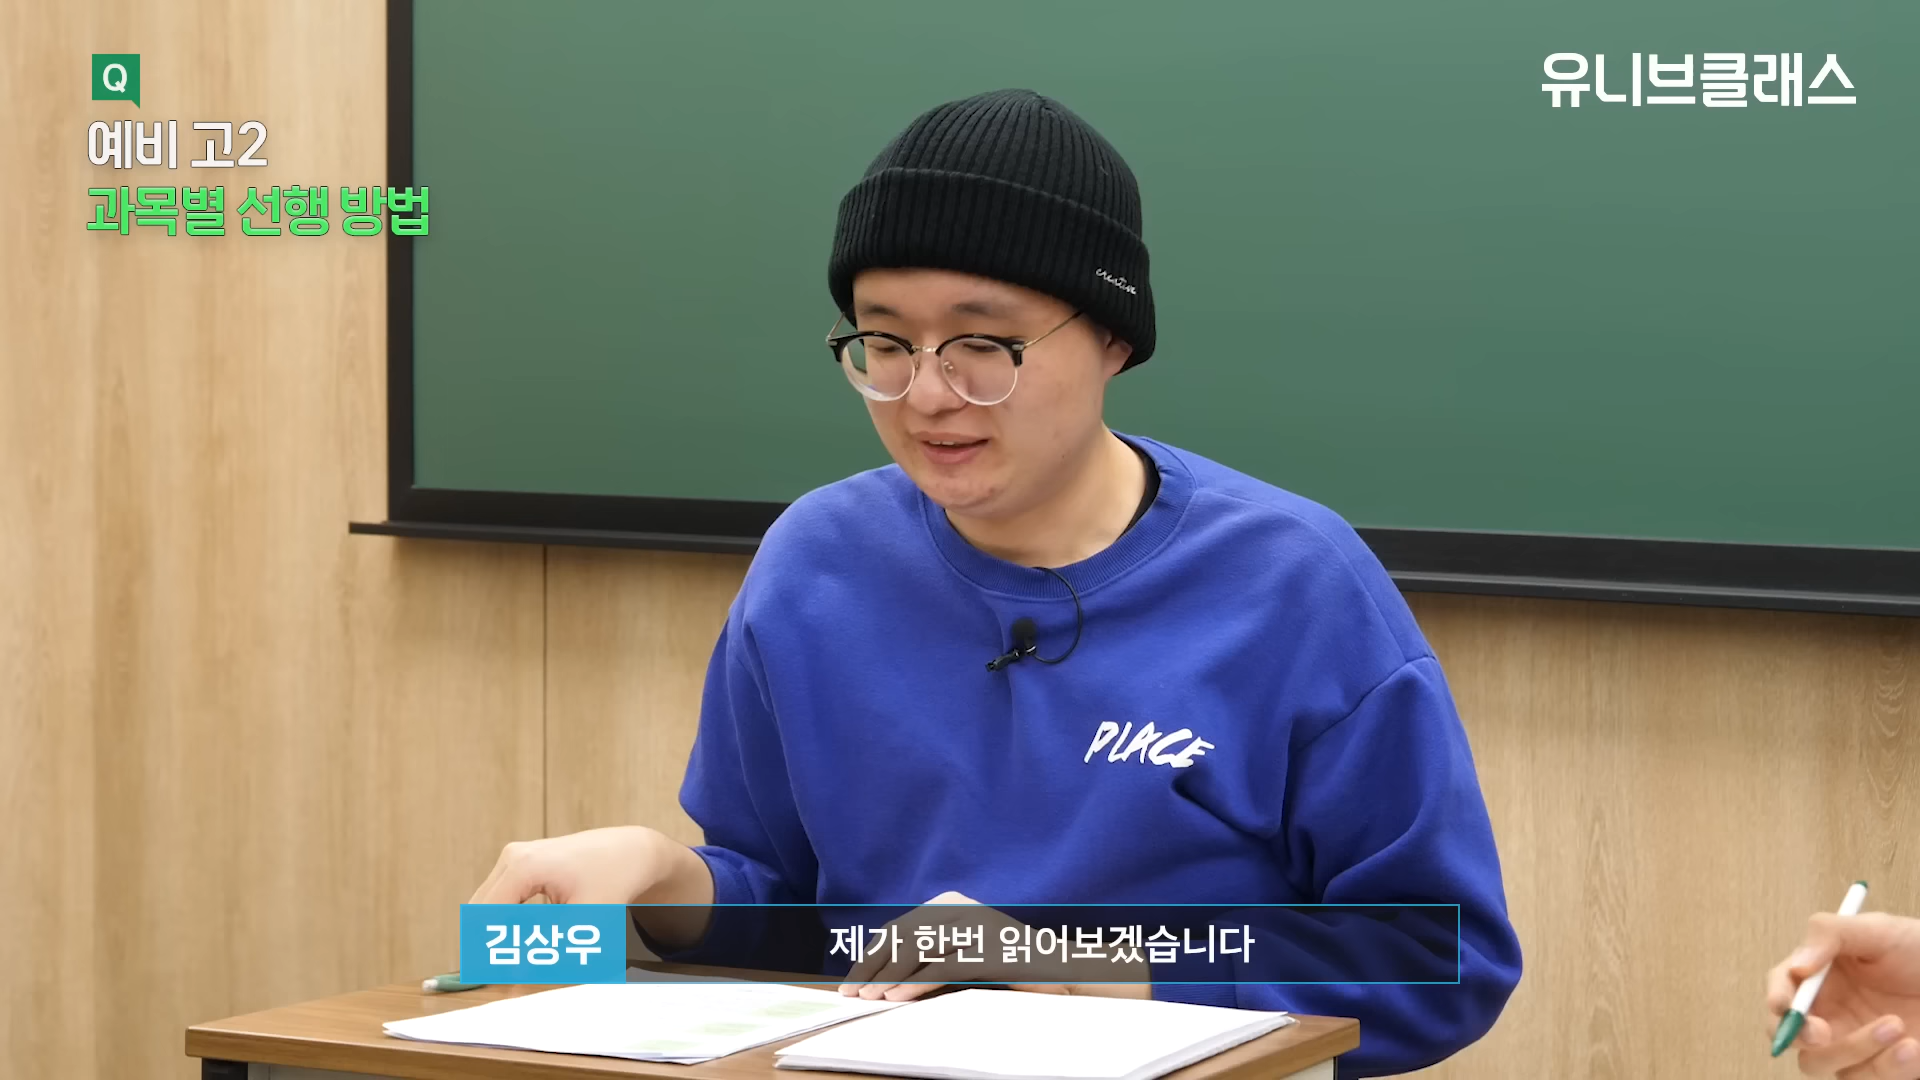 Q
유니브클래스
예비 고2
과목별 선행 방법
creative
PLACE
김상우
제가 한번 읽어보겠습니다